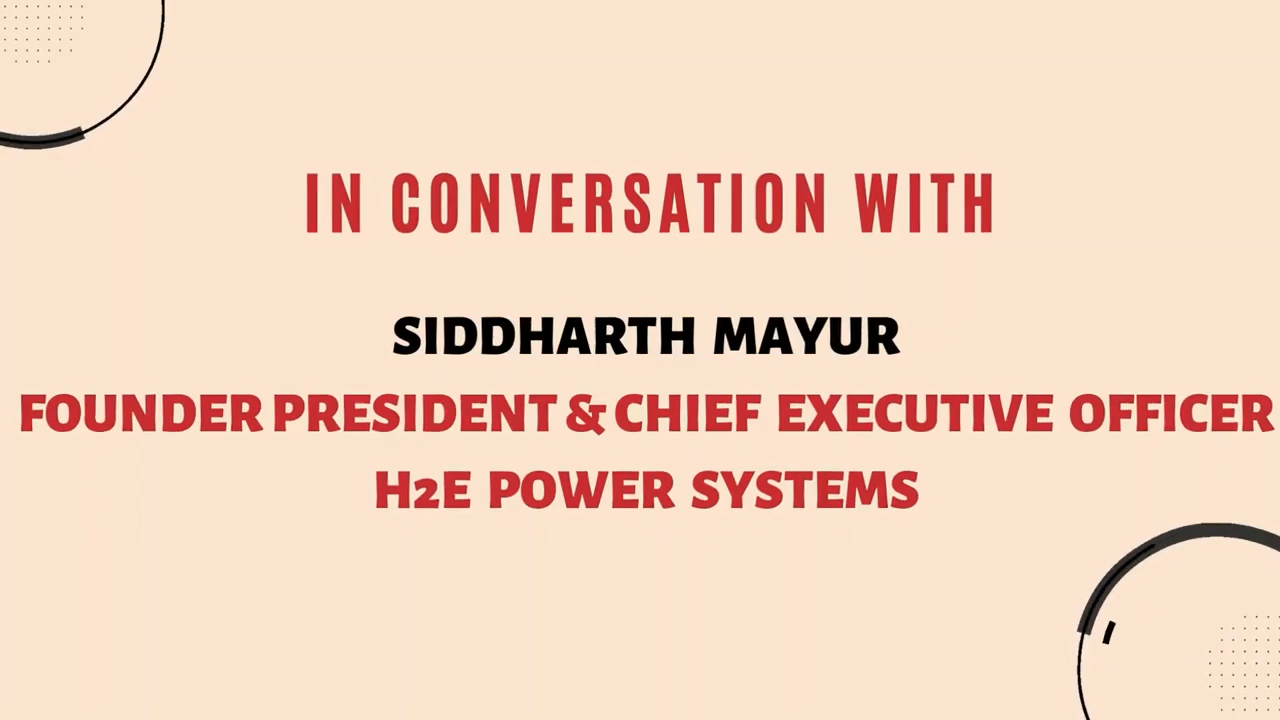 IN CONVERSATION WITH
SIDDHARTH MAYUR
FOUNDER PRESIDENT & CHIEF EXECUTIVE OFFICER
H2E POWER SYSTEMS